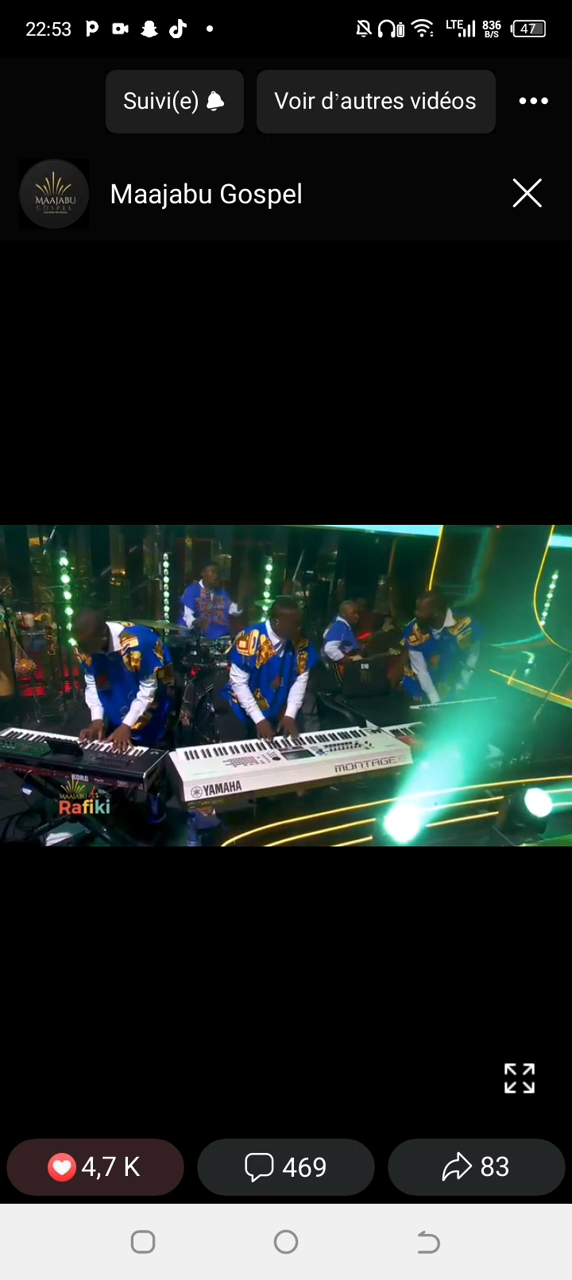 22:53
LTE 836 B/S 47
Suivi(e)
Voir d'autres vidéos
MAAJABU
GOSPEL
Maajabu Gospel
KORG
YAMAHA
MONTAGE
MAAJABU
Rafiki
4,7 K
469
83